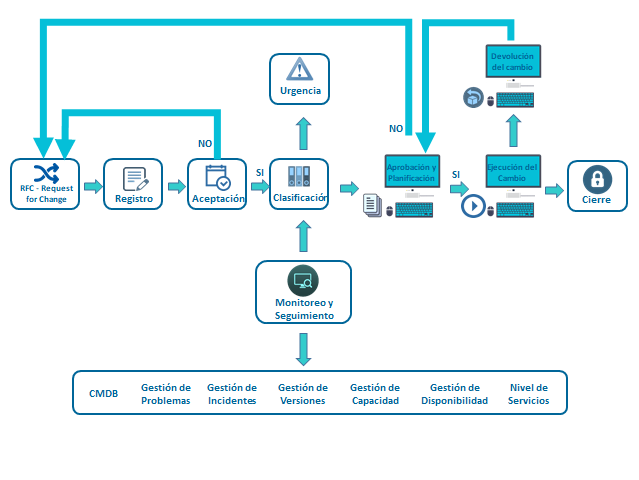 Devolución
del cambio
Urgencia
NO
NO
RFC - Request
for Change
Registro
Aceptación
SI
Clasificación
Aprobación y
Planificación
SI
Ejecución del
Cambio
Cierre
Monitoreo y
Seguimiento
CMDB
Gestión de
Problemas
Gestión de
Incidentes
Gestión de
Versiones
Gestión de
Capacidad
Gestión de
Disponibilidad
Nivel de
Servicios